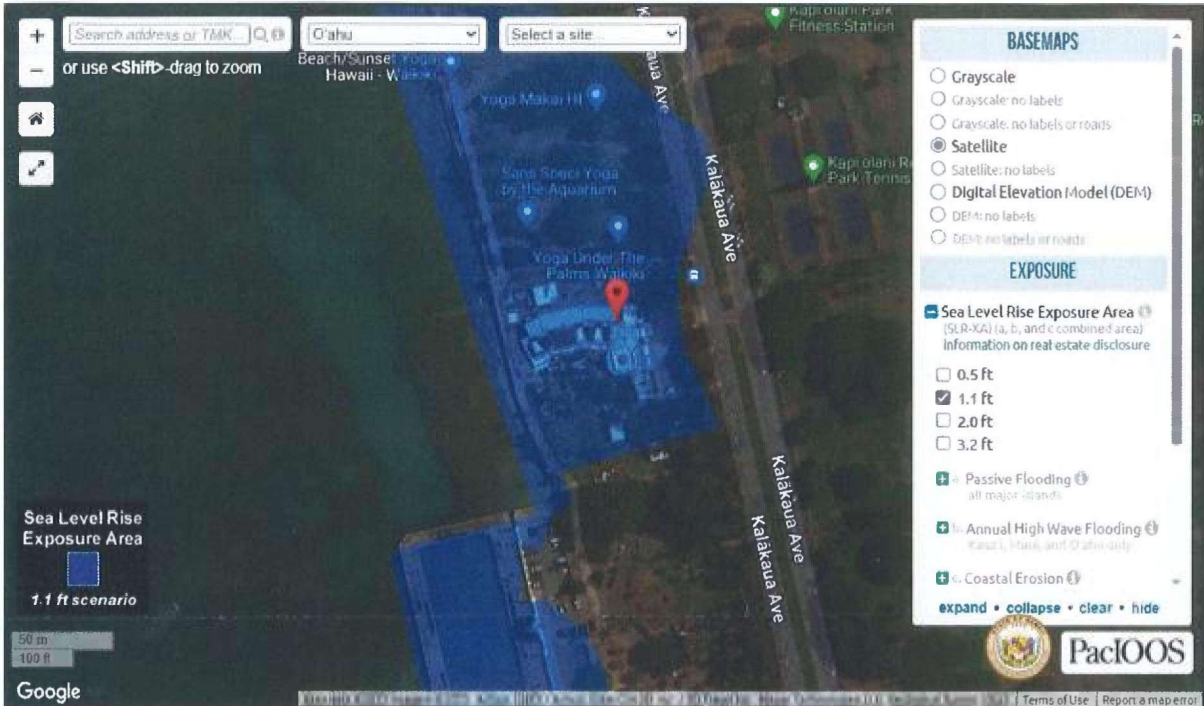 +
−
Search address or TMK...
O'ahu
Select a site...
or use <Shift>-drag to zoom
Beach/Sunset Yoga
Hawaii - Waikiki
Kapiolani Park
Fitness Station
Yoga Makai HI
Kalākaua Ave
Sans Souci Yoga
by the Aquarium
Kapiolani
Park Tennis
Yoga Under The
Palms Waikiki
Kalākaua Ave
Kalākaua Ave
BASEMAPS
Grayscale
Grayscale: no labels
Grayscale: no labels or roads
Satellite
Satellite: no labels
Digital Elevation Model (DEM)
DEM: no labels
DEM: no labels or roads
EXPOSURE
Sea Level Rise Exposure Area
(SLR-XA) (a, b, and c combined area)
information on real estate disclosure
0.5 ft
1.1 ft
2.0 ft
3.2 ft
a. Passive Flooding
all major islands
b. Annual High Wave Flooding
Kaua'i, Maui, and O'ahu only
c. Coastal Erosion
expand • collapse • clear • hide
Sea Level Rise
Exposure Area
1.1 ft scenario
50 m
100 ft
Google
PacIOOS
Terms of Use
Report a map error